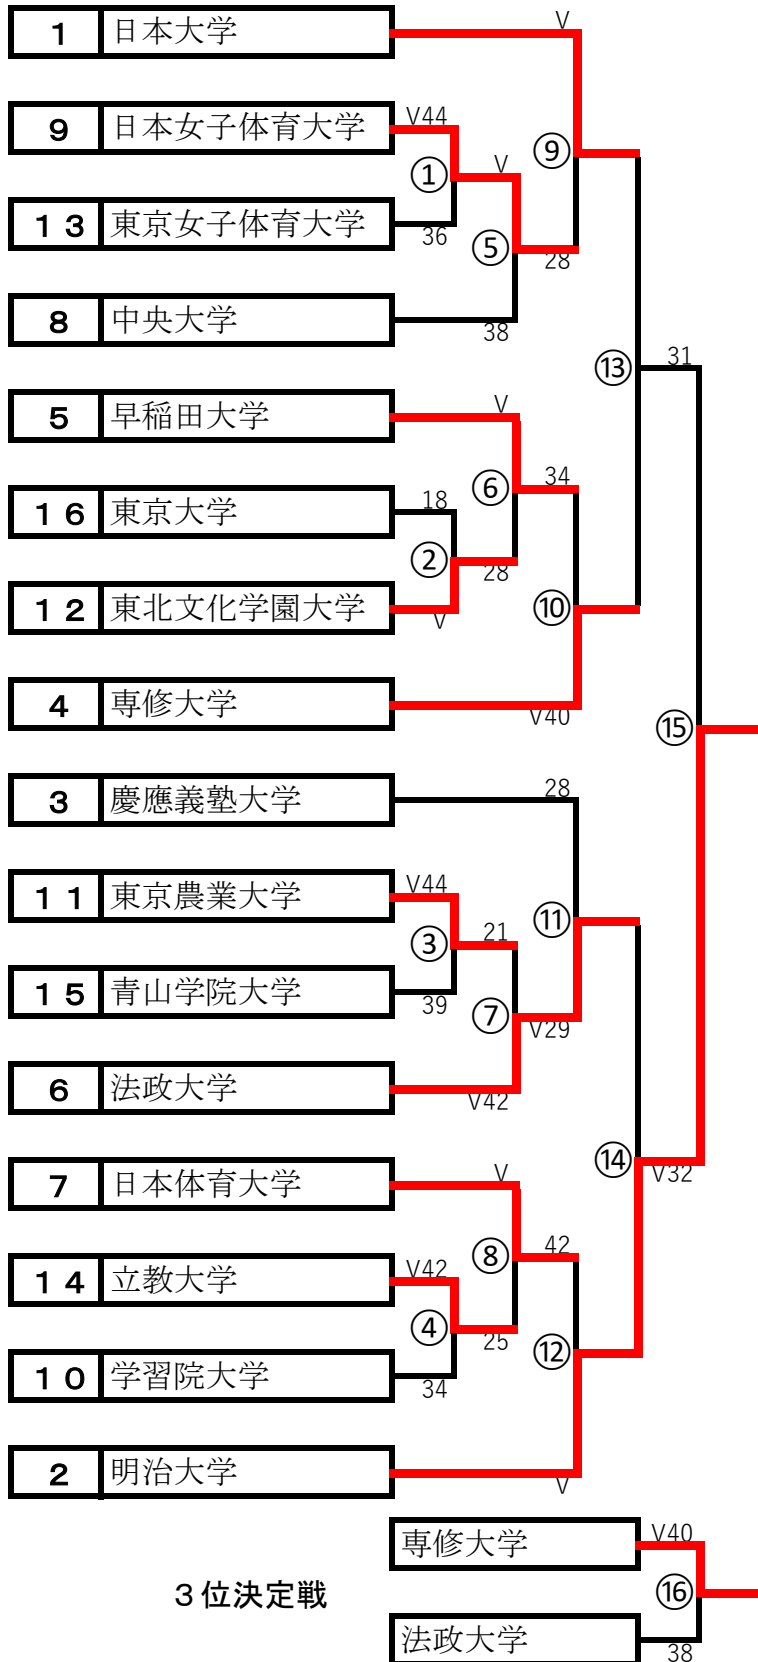 V
1 日本大学
9 日本女子体育大学 V44
① V ⑨
13 東京女子体育大学 36
⑤ 28
8 中央大学 38
⑬ 31
5 早稲田大学 V
⑥ 34
16 東京大学 18
② 28
12 東北文化学園大学 V
⑩
4 専修大学 V40
⑮
3 慶應義塾大学 28
11 東京農業大学 V44
③ 21 ⑪
15 青山学院大学 39
⑦ V29
6 法政大学 V42
⑭ V32
7 日本体育大学 V
⑧ 42
14 立教大学 V42
④ 25 ⑫
10 学習院大学 34
2 明治大学 V
専修大学 V40
3位決定戦 ⑯
法政大学 38